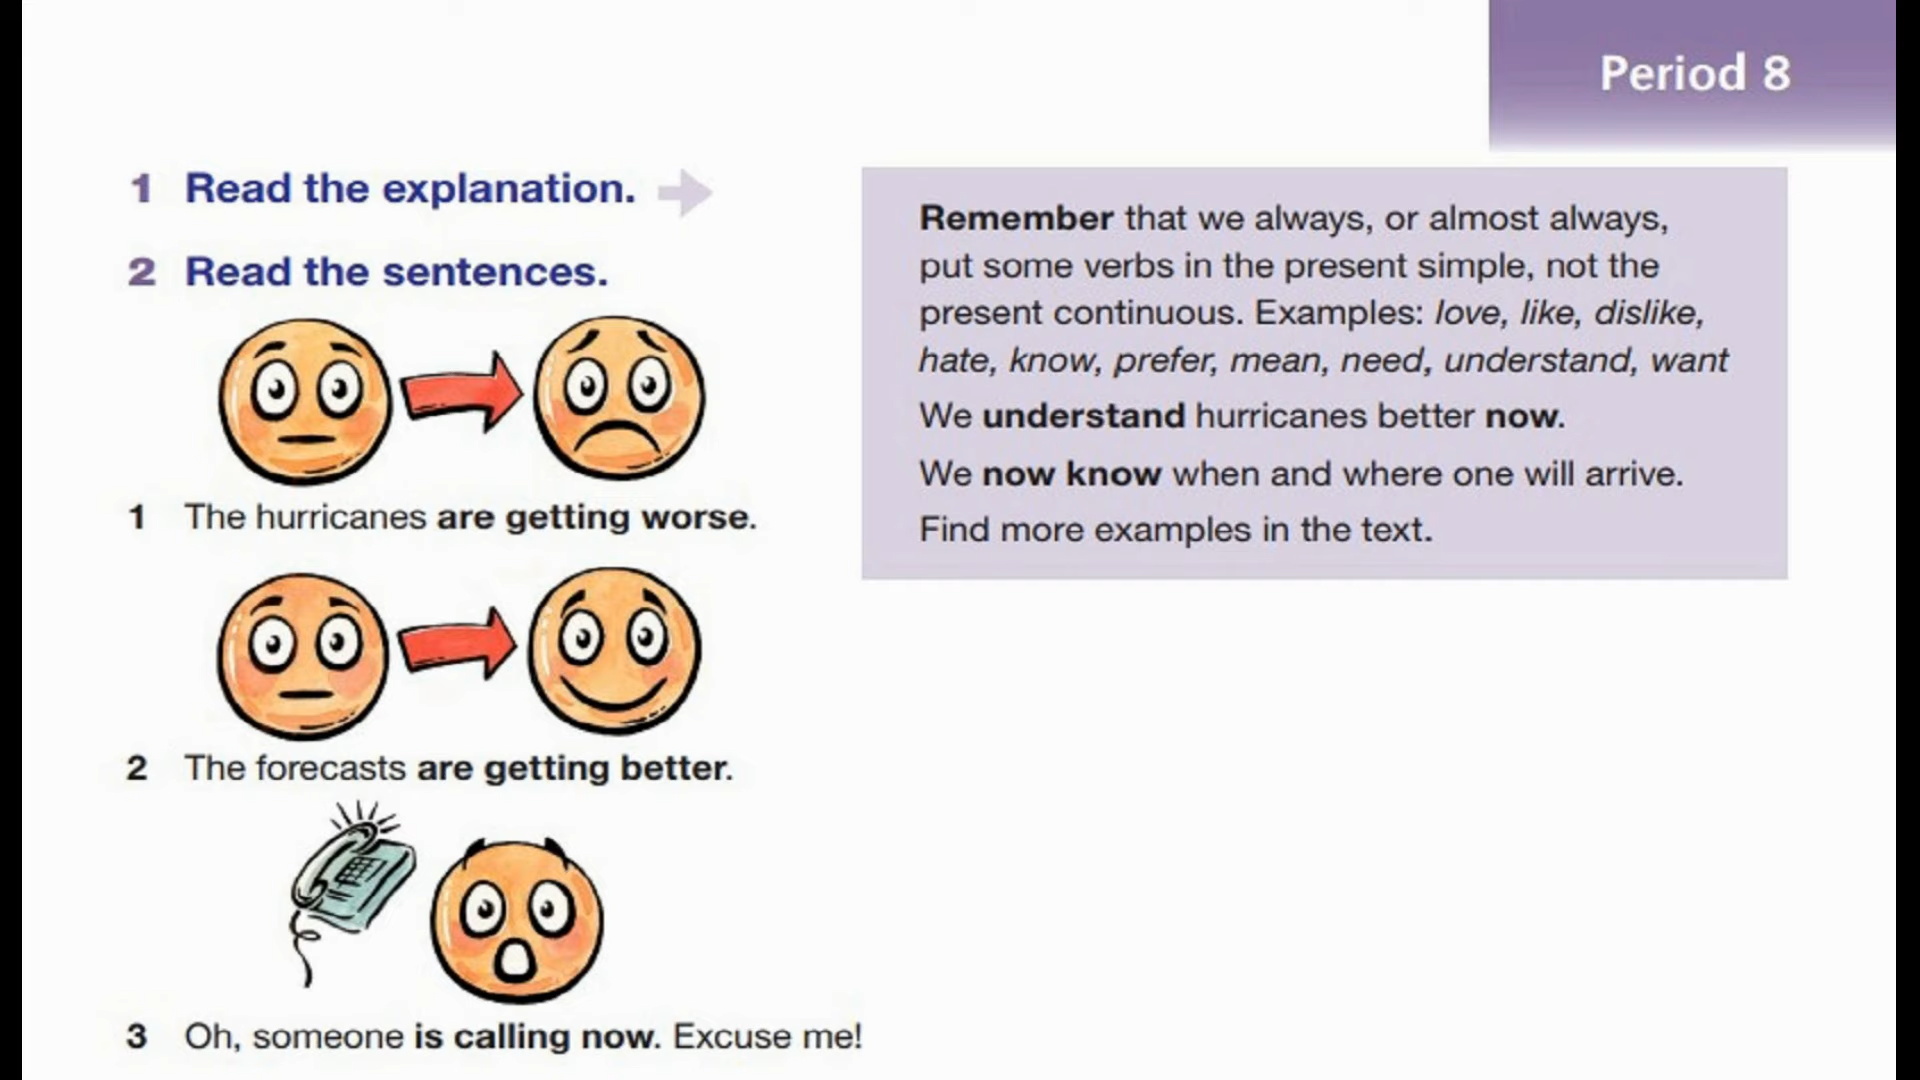 Period 8
1 Read the explanation.
2 Read the sentences.
1 The hurricanes are getting worse.
2 The forecasts are getting better.
3 Oh, someone is calling now. Excuse me!
Remember that we always, or almost always,
put some verbs in the present simple, not the
present continuous. Examples: love, like, dislike,
hate, know, prefer, mean, need, understand, want
We understand hurricanes better now.
We now know when and where one will arrive.
Find more examples in the text.